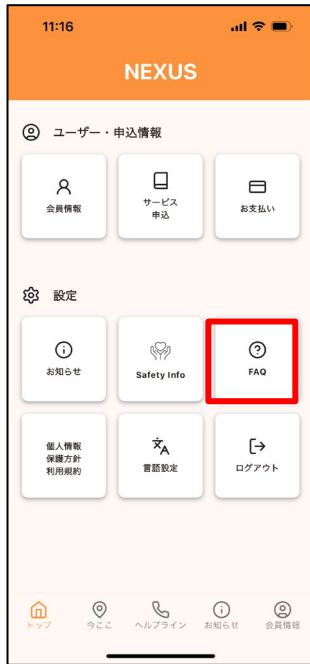 11:16
NEXUS
ユーザー・申込情報
会員情報
サービス
申込
お支払い
設定
お知らせ
Safety Info
FAQ
個人情報
保護方針
利用規約
言語設定
ログアウト
トップ
今ここ
ヘルプライン
お知らせ
会員情報